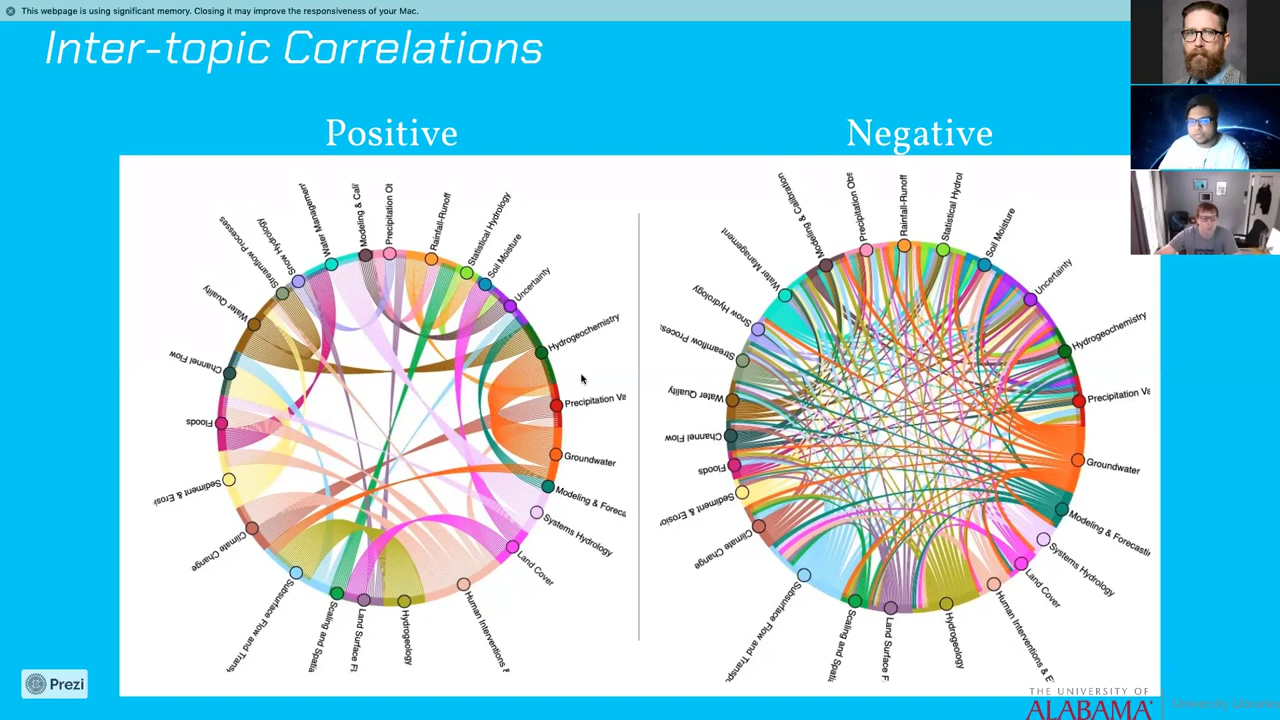 This webpage is using significant memory. Closing it may improve the responsiveness of your Mac.
Inter-topic Correlations
Positive
Negative
Water Management
Modeling & Cali
Precipitation Ob
Rainfall-Runoff
Statistical Hydrology
Soil Moisture
Uncertainty
Hydrogeochemistry
Precipitation Va
Groundwater
Modeling & Foreca
Systems Hydrology
Land Cover
Human Interventions &
Hydrogeology
Land Surface Fl
Scaling and Spatia
Subsurface Flow and Trans
Climate Change
Sediment & Erosi
Floods
Channel Flow
Water Quality
Streamflow Processes
Snow Hydrology
Modeling & Calibration
Precipitation Obs
Rainfall-Runoff
Statistical Hydrol
Soil Moisture
Uncertainty
Hydrogeochemistry
Precipitation Va
Groundwater
Modeling & Forecasti
Systems Hydrology
Land Cover
Human Interventions & E
Hydrogeology
Land Surface F
Scaling and Spatia
Subsurface Flow and Transp
Climate Change
Sediment & Erosi
Floods
Channel Flow
Water Quality
Streamflow Process
Snow Hydrology
Water Management
Prezi
THE UNIVERSITY OF
ALABAMA
University Libraries